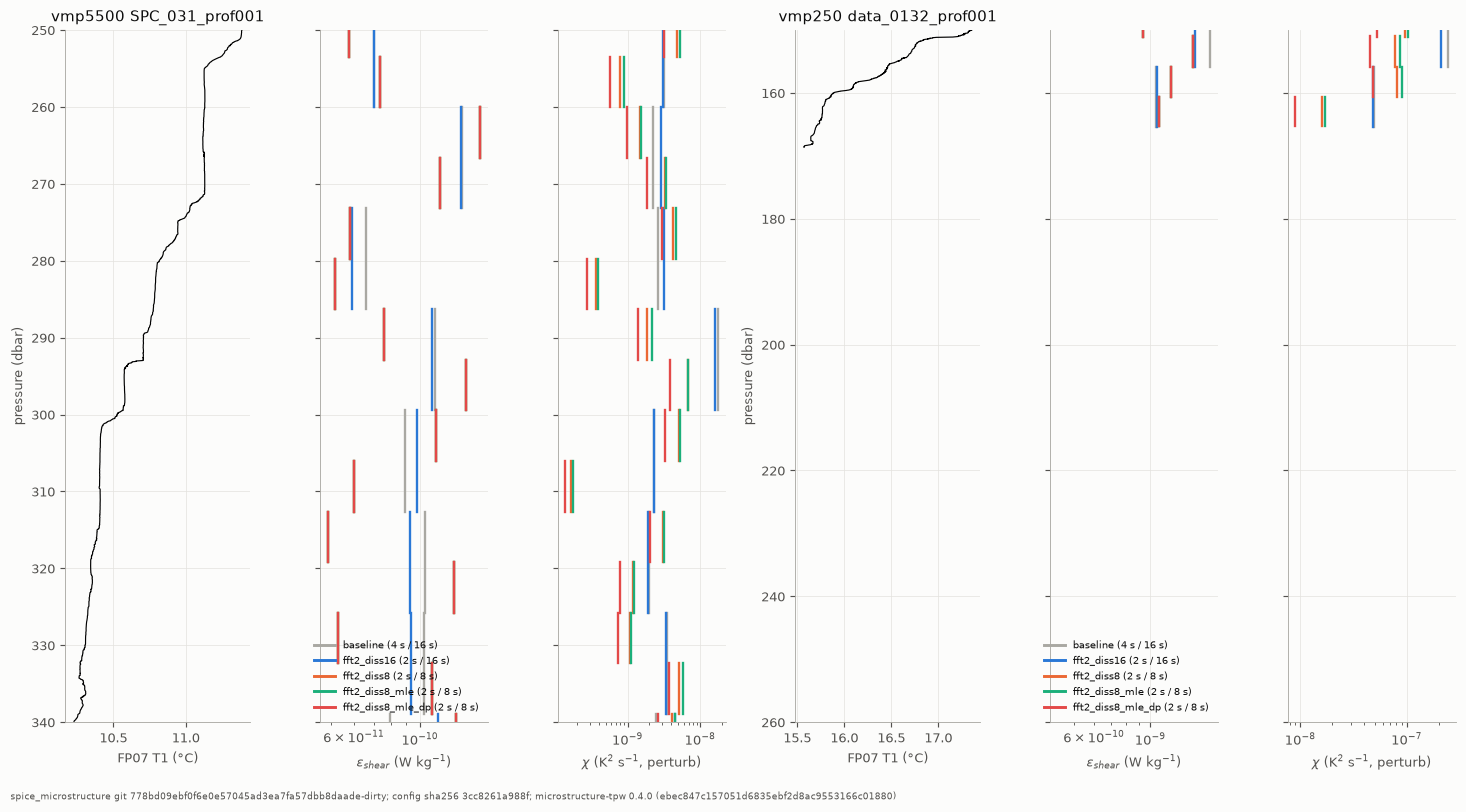 vmp5500 SPC_031_prof001
vmp250 data_0132_prof001
pressure (dbar)
250
260
270
280
290
300
310
320
330
340
10.5
11.0
FP07 T1 (°C)
baseline (4 s / 16 s)
fft2_diss16 (2 s / 16 s)
fft2_diss8 (2 s / 8 s)
fft2_diss8_mle (2 s / 8 s)
fft2_diss8_mle_dp (2 s / 8 s)
6 × 10⁻¹¹
10⁻¹⁰
εshear (W kg⁻¹)
10⁻⁹
10⁻⁸
χ (K² s⁻¹, perturb)
pressure (dbar)
160
180
200
220
240
260
15.5
16.0
16.5
17.0
FP07 T1 (°C)
baseline (4 s / 16 s)
fft2_diss16 (2 s / 16 s)
fft2_diss8 (2 s / 8 s)
fft2_diss8_mle (2 s / 8 s)
fft2_diss8_mle_dp (2 s / 8 s)
6 × 10⁻¹⁰
10⁻⁹
εshear (W kg⁻¹)
10⁻⁸
10⁻⁷
χ (K² s⁻¹, perturb)
spice_microstructure git 778bd09ebf0f6e0e57045ad3ea7fa57dbb8daade-dirty; config sha256 3cc8261a988f; microstructure-tpw 0.4.0 (ebec847c157051d6835ebf2d8ac9553166c01880)